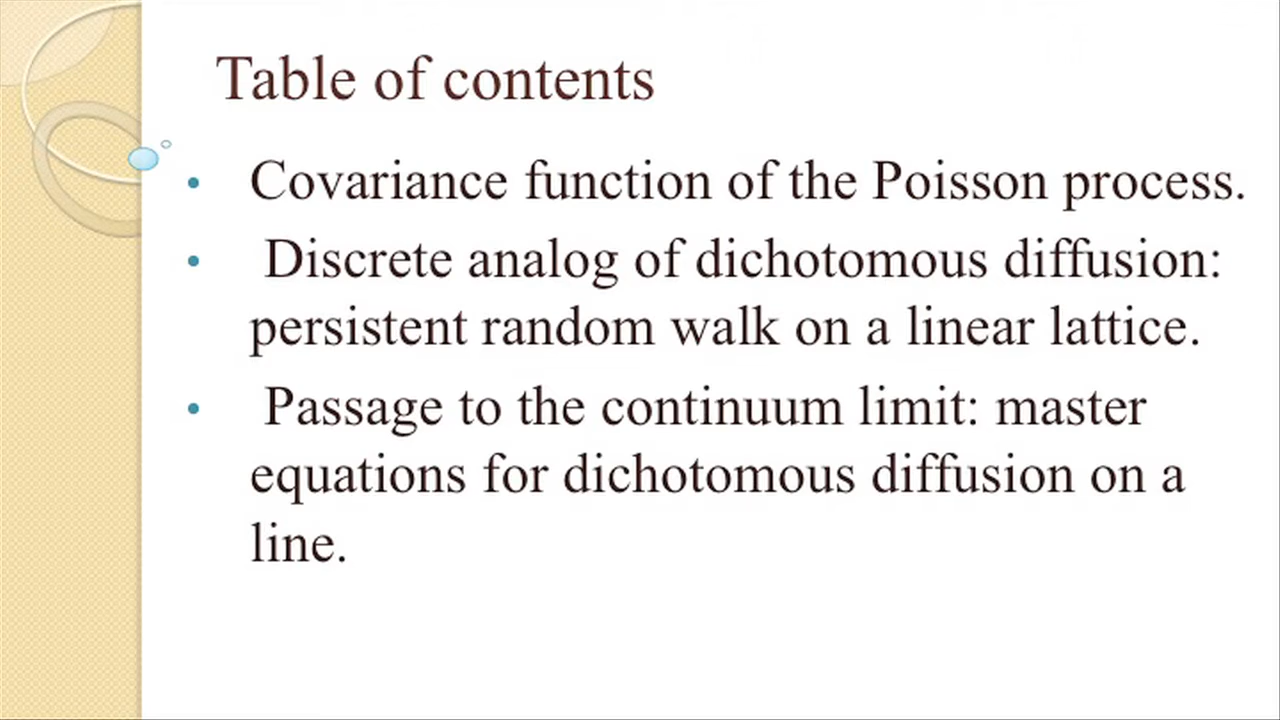 Table of contents
• Covariance function of the Poisson process.
• Discrete analog of dichotomous diffusion:
persistent random walk on a linear lattice.
• Passage to the continuum limit: master
equations for dichotomous diffusion on a
line.